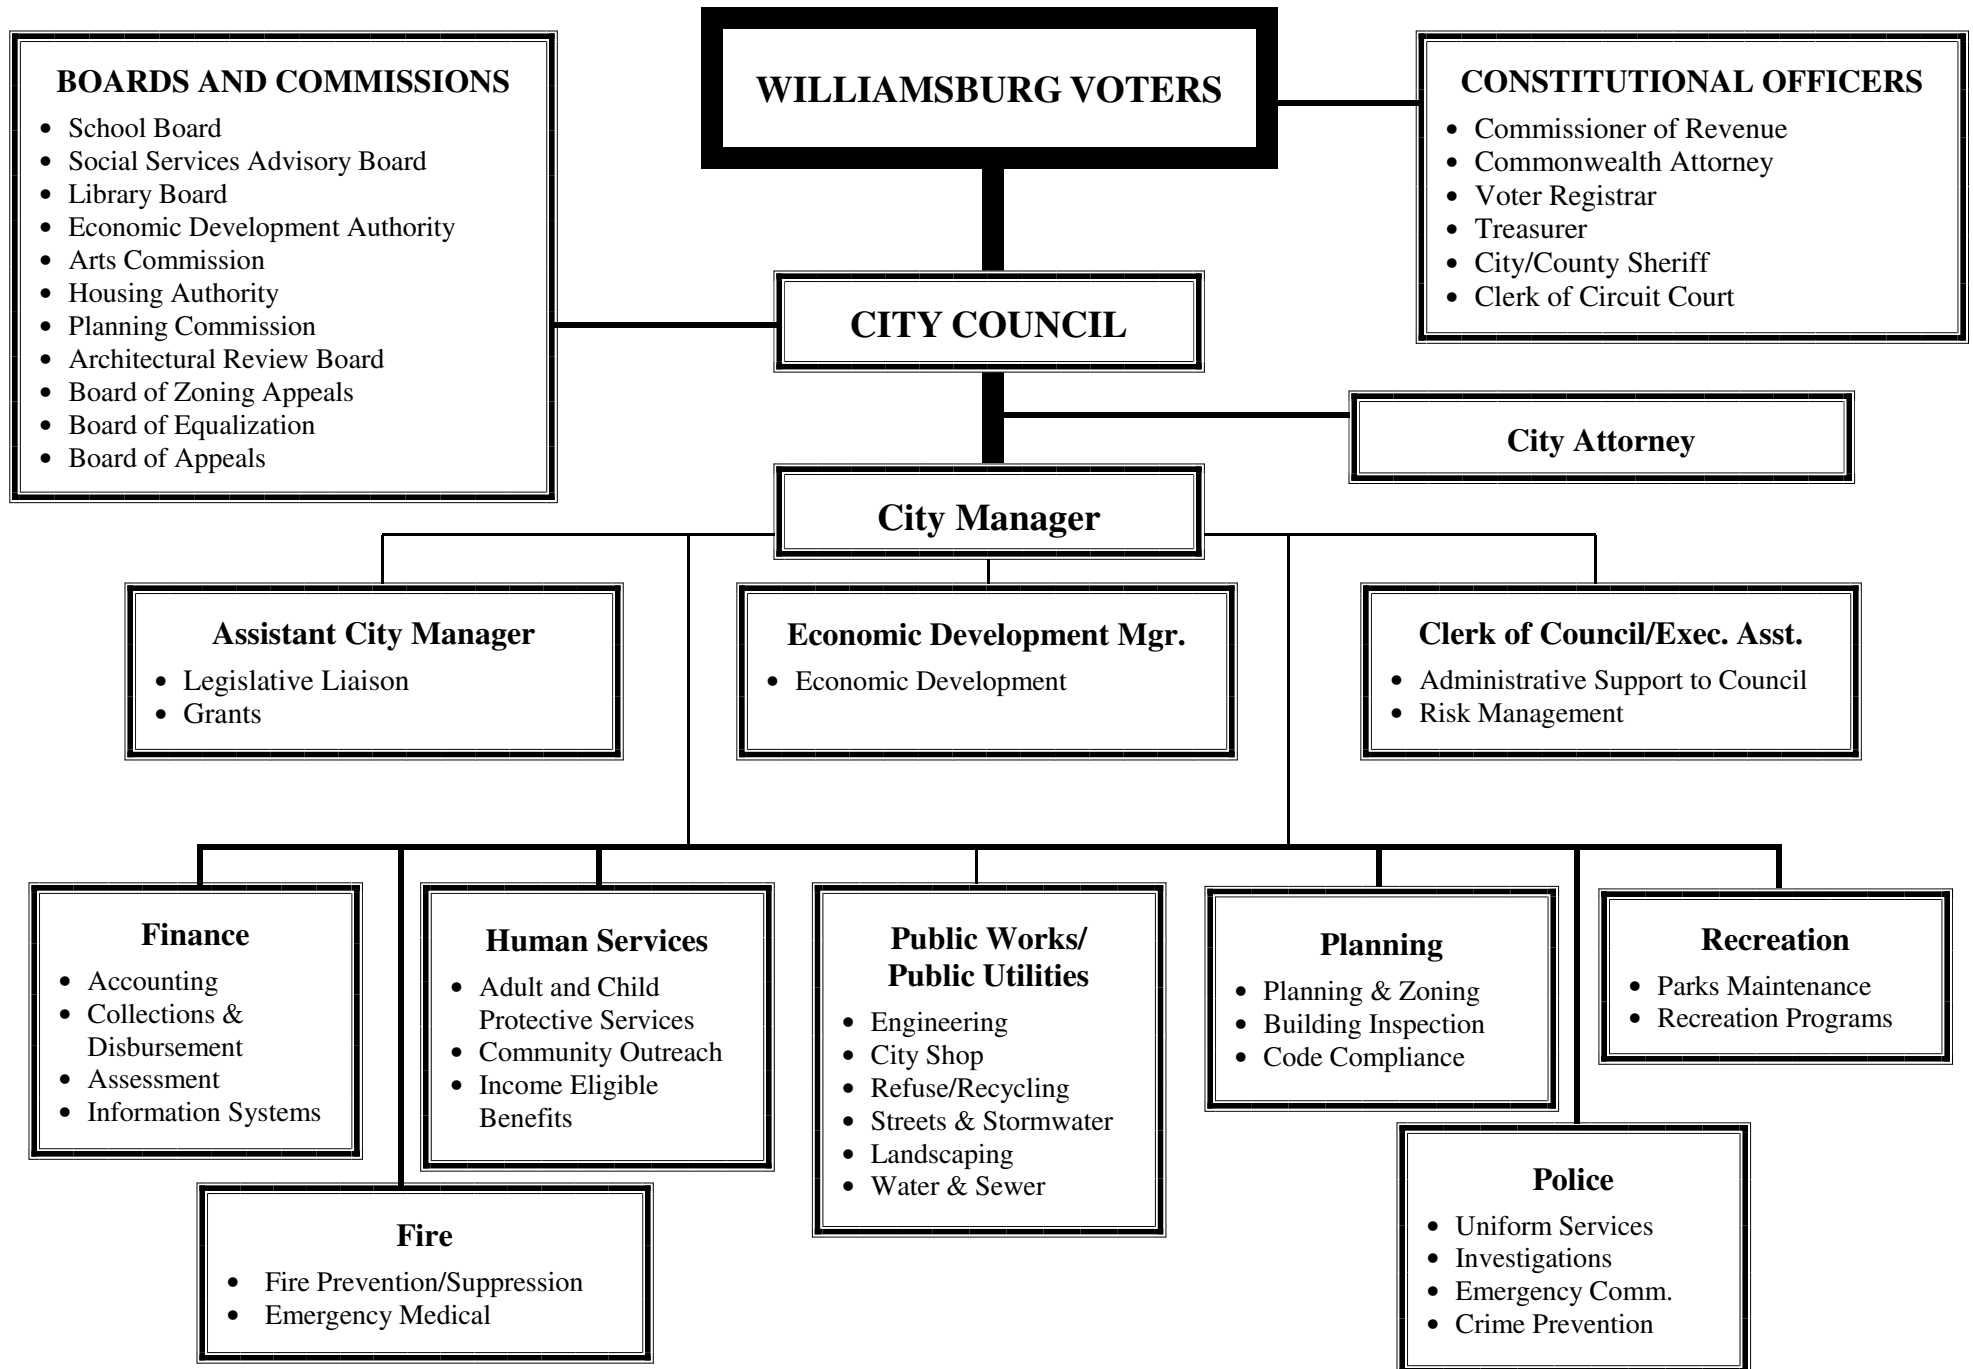 BOARDS AND COMMISSIONS
• School Board
• Social Services Advisory Board
• Library Board
• Economic Development Authority
• Arts Commission
• Housing Authority
• Planning Commission
• Architectural Review Board
• Board of Zoning Appeals
• Board of Equalization
• Board of Appeals
WILLIAMSBURG VOTERS
CONSTITUTIONAL OFFICERS
• Commissioner of Revenue
• Commonwealth Attorney
• Voter Registrar
• Treasurer
• City/County Sheriff
• Clerk of Circuit Court
CITY COUNCIL
City Attorney
City Manager
Assistant City Manager
• Legislative Liaison
• Grants
Economic Development Mgr.
• Economic Development
Clerk of Council/Exec. Asst.
• Administrative Support to Council
• Risk Management
Finance
• Accounting
• Collections &
Disbursement
• Assessment
• Information Systems
Human Services
• Adult and Child
Protective Services
• Community Outreach
• Income Eligible
Benefits
Public Works/
Public Utilities
• Engineering
• City Shop
• Refuse/Recycling
• Streets & Stormwater
• Landscaping
• Water & Sewer
Planning
• Planning & Zoning
• Building Inspection
• Code Compliance
Recreation
• Parks Maintenance
• Recreation Programs
Fire
• Fire Prevention/Suppression
• Emergency Medical
Police
• Uniform Services
• Investigations
• Emergency Comm.
• Crime Prevention